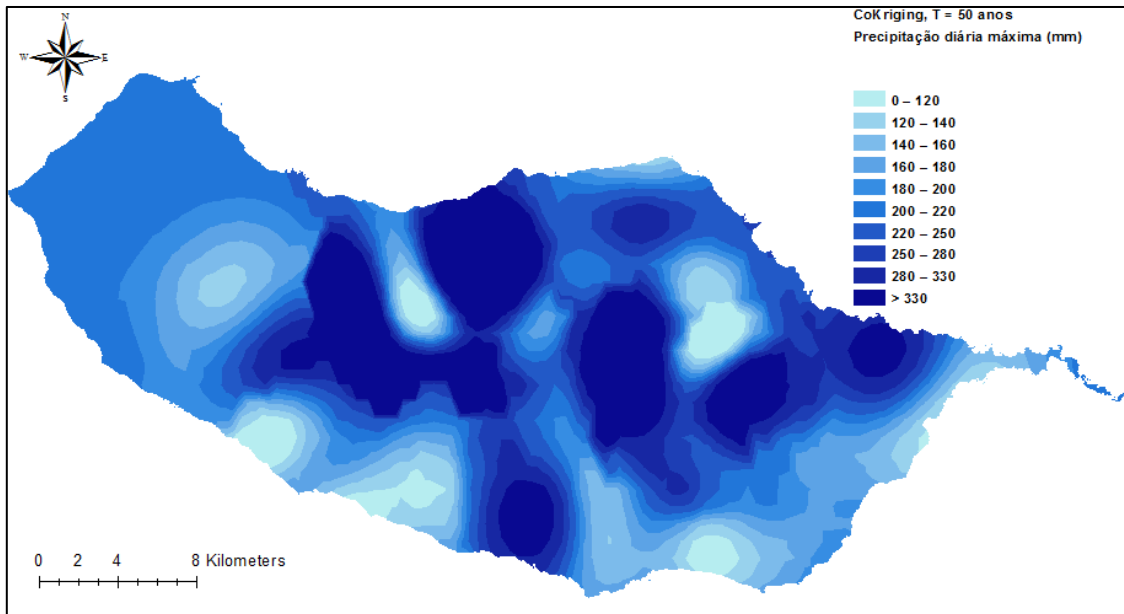 CoKriging, T = 50 anos
Precipitação diária máxima (mm)
N
W E
S
0 – 120
120 – 140
140 – 160
160 – 180
180 – 200
200 – 220
220 – 250
250 – 280
280 – 330
> 330
0 2 4 8 Kilometers